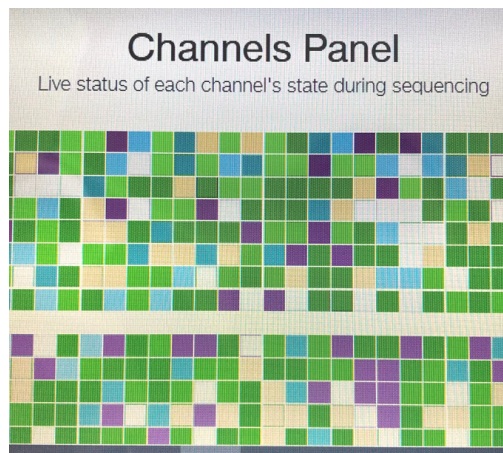 Channels Panel
Live status of each channel's state during sequencing